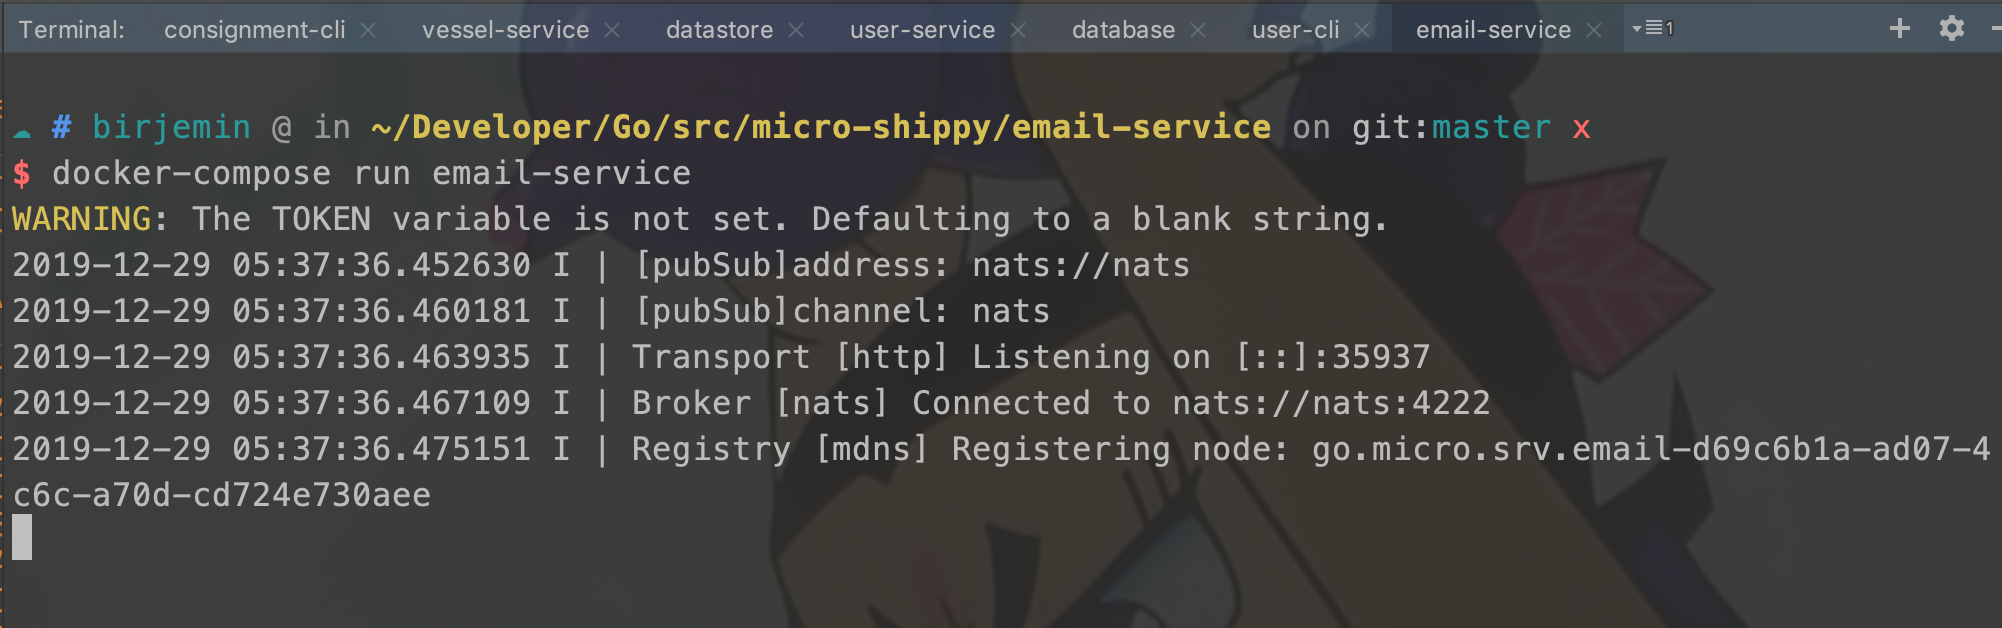 Terminal: consignment-cli × vessel-service × datastore × user-service × database × user-cli × email-service × 1
# birjemin @ in ~/Developer/Go/src/micro-shippy/email-service on git:master x
$ docker-compose run email-service
WARNING: The TOKEN variable is not set. Defaulting to a blank string.
2019-12-29 05:37:36.452630 I | [pubSub]address: nats://nats
2019-12-29 05:37:36.460181 I | [pubSub]channel: nats
2019-12-29 05:37:36.463935 I | Transport [http] Listening on [::]:35937
2019-12-29 05:37:36.467109 I | Broker [nats] Connected to nats://nats:4222
2019-12-29 05:37:36.475151 I | Registry [mdns] Registering node: go.micro.srv.email-d69c6b1a-ad07-4
c6c-a70d-cd724e730aee